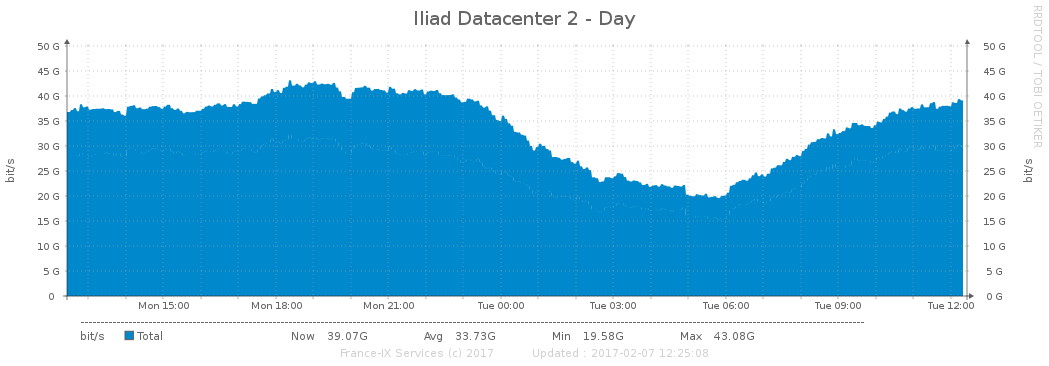 Iliad Datacenter 2 - Day
RRDTOOL / TOBI OETIKER
50 G 50 G
45 G 45 G
40 G 40 G
35 G 35 G
30 G 30 G
25 G 25 G
20 G 20 G
15 G 15 G
10 G 10 G
5 G 5 G
0 0 G
bit/s
bit/s
Mon 15:00 Mon 18:00 Mon 21:00 Tue 00:00 Tue 03:00 Tue 06:00 Tue 09:00 Tue 12:00
bit/s Total Now 39.07G Avg 33.73G Min 19.58G Max 43.08G
France-IX Services (c) 2017 Updated : 2017-02-07 12:25:08